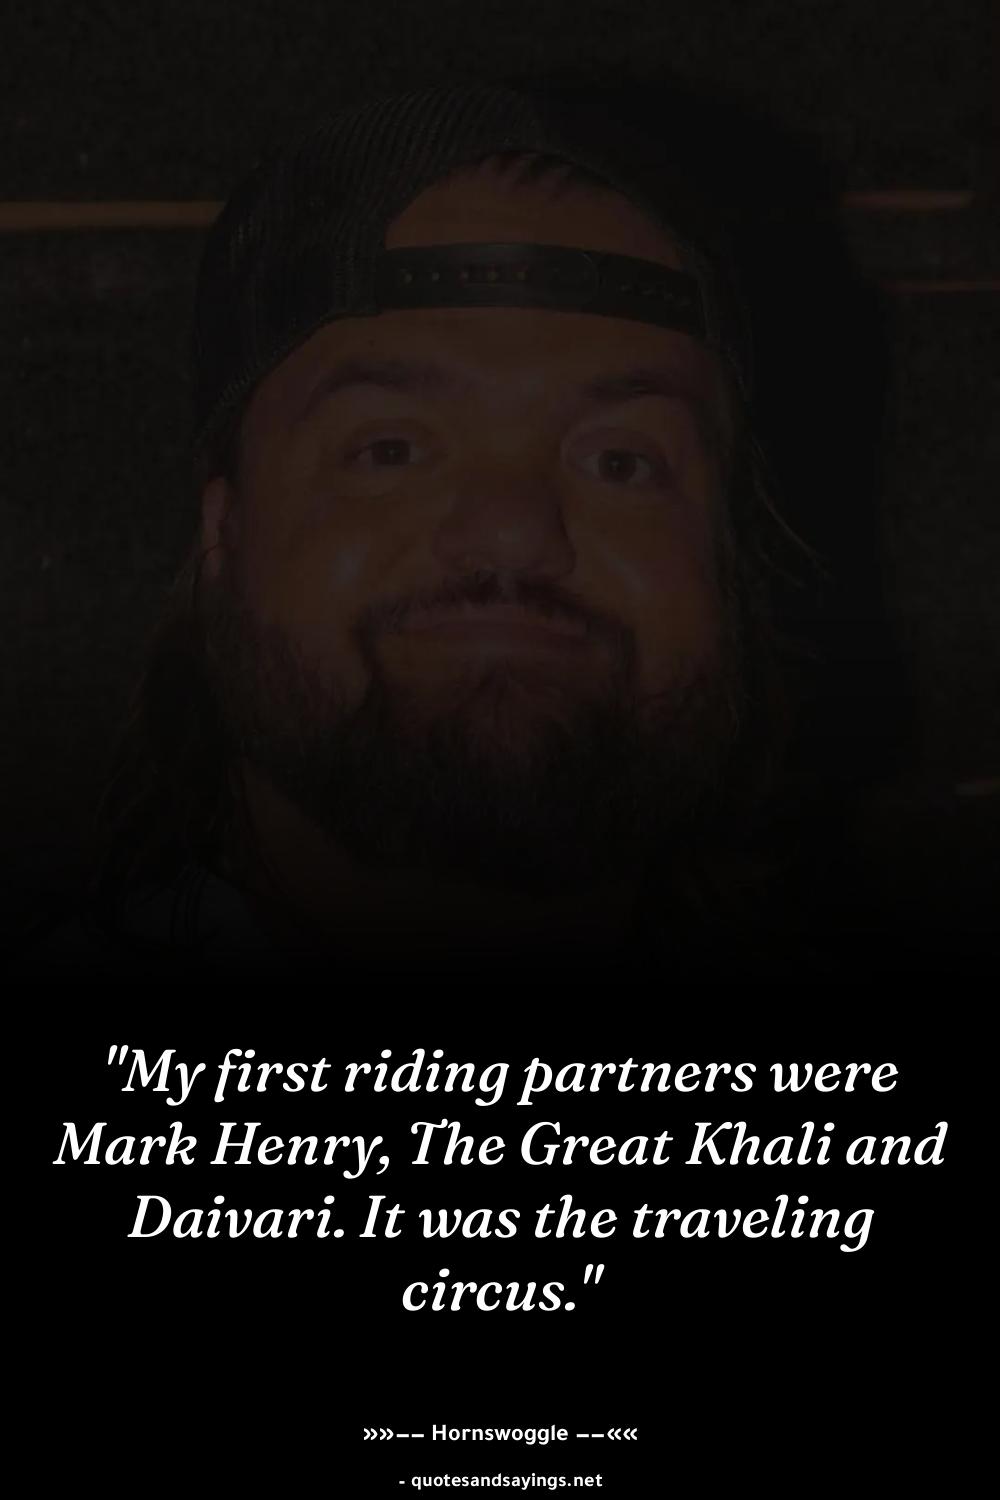 "My first riding partners were
Mark Henry, The Great Khali and
Daivari. It was the traveling
circus."
»»−− Hornswoggle −−««
- quotesandsayings.net